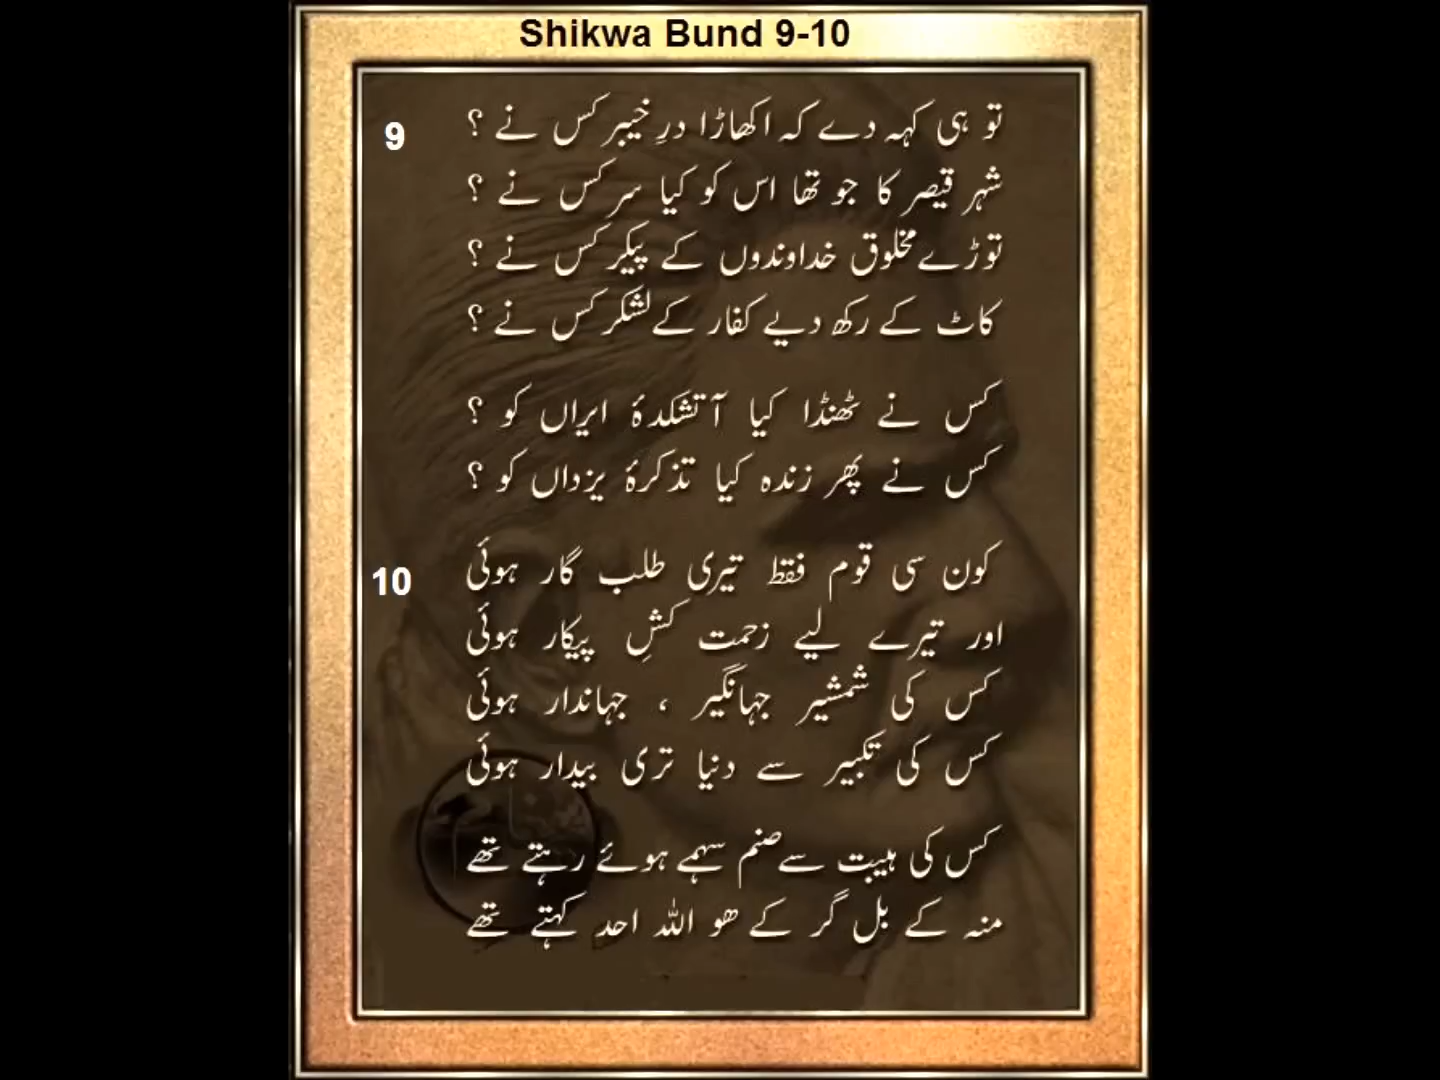 Shikwa Bund 9-10
9
تو ہی کہہ دے کہ اکھاڑا درِ خیبر کس نے ؟
شہر قیصر کا جو تھا اس کو کیا سر کس نے ؟
توڑے مخلوق خداوندوں کے پیکر کس نے ؟
کاٹ کے رکھ دیے کفار کے لشکر کس نے ؟
کس نے ٹھنڈا کیا آتشکدۂ ایراں کو ؟
کس نے پھر زندہ کیا تذکرۂ یزداں کو ؟
10
کون سی قوم فقط تیری طلب گار ہوئی
اور تیرے لیے زحمت کشِ پیکار ہوئی
کس کی شمشیر جہانگیر ، جہاندار ہوئی
کس کی تکبیر سے دنیا تری بیدار ہوئی
کس کی ہیبت سے صنم سہمے ہوئے رہتے تھے
منہ کے بل گر کے ھو اللہ احد کہتے تھے